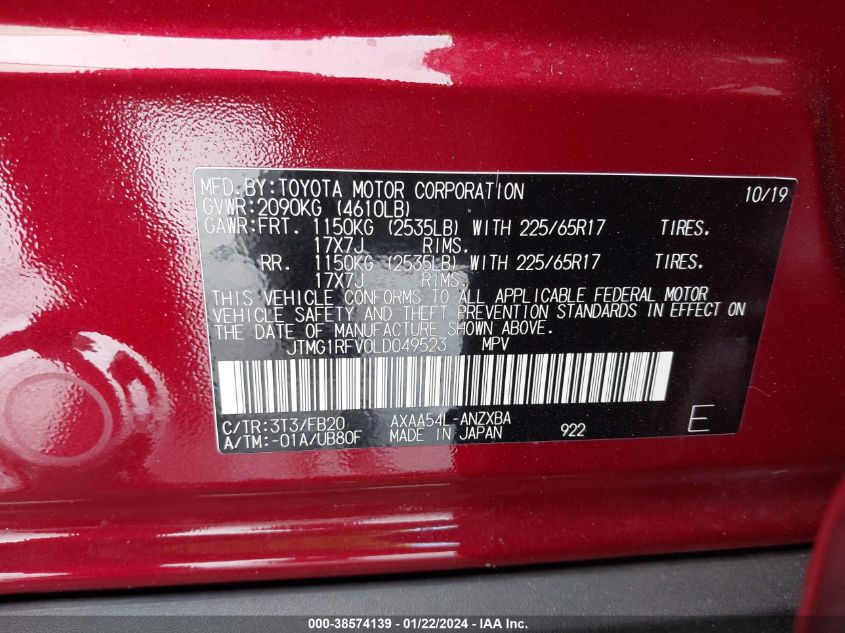 MFD. BY: TOYOTA MOTOR CORPORATION 10/19
GVWR: 2090KG (4610LB)
GAWR: FRT. 1150KG (2535LB) WITH 225/65R17 TIRES.
17X7J RIMS.
RR. 1150KG (2535LB) WITH 225/65R17 TIRES.
17X7J RIMS.
THIS VEHICLE CONFORMS TO ALL APPLICABLE FEDERAL MOTOR
VEHICLE SAFETY AND THEFT PREVENTION STANDARDS IN EFFECT ON
THE DATE OF MANUFACTURE SHOWN ABOVE.
JTMG1RFV0LD049523 MPV
C/TR: 3T3/FB20 AXAA54L-ANZXBA
A/TM: -01A/UB80F MADE IN JAPAN 922 E
000-38574139 - 01/22/2024 - IAA Inc.